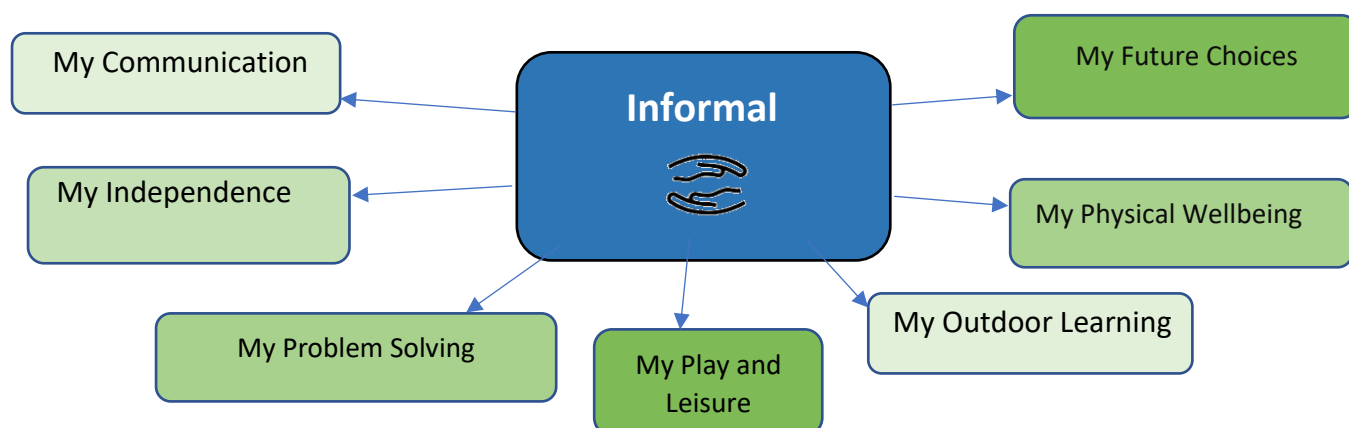 Informal
My Communication
My Independence
My Problem Solving
My Play and
Leisure
My Outdoor Learning
My Physical Wellbeing
My Future Choices